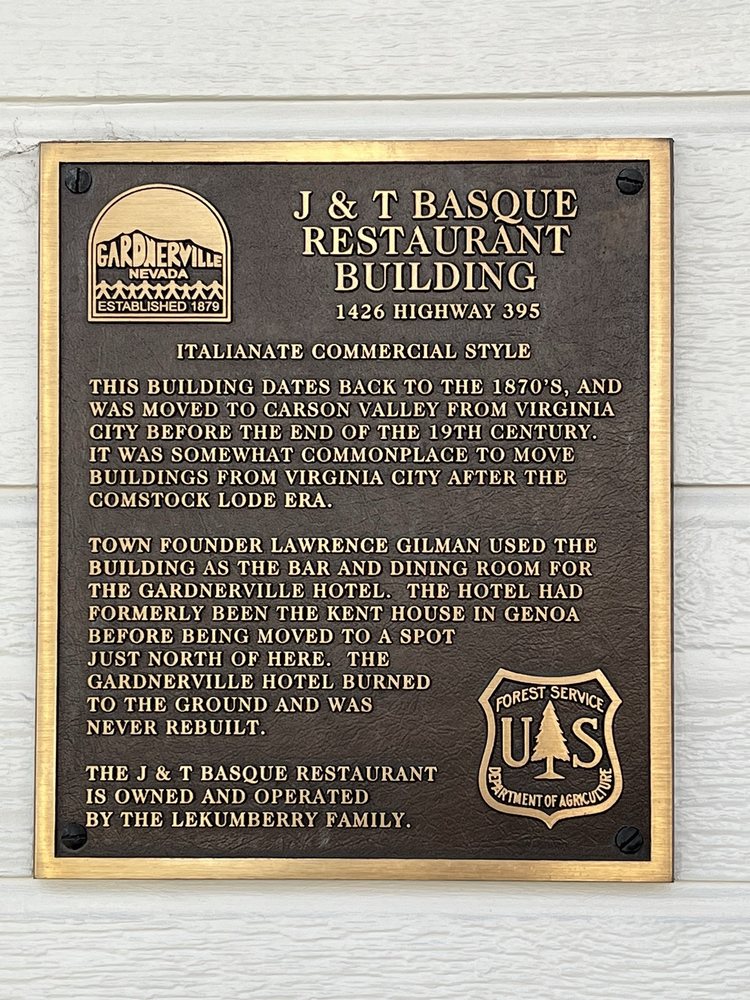 GARDNERVILLE
NEVADA
ESTABLISHED 1879
J & T BASQUE
RESTAURANT
BUILDING
1426 HIGHWAY 395
ITALIANATE COMMERCIAL STYLE
THIS BUILDING DATES BACK TO THE 1870'S, AND
WAS MOVED TO CARSON VALLEY FROM VIRGINIA
CITY BEFORE THE END OF THE 19TH CENTURY.
IT WAS SOMEWHAT COMMONPLACE TO MOVE
BUILDINGS FROM VIRGINIA CITY AFTER THE
COMSTOCK LODE ERA.
TOWN FOUNDER LAWRENCE GILMAN USED THE
BUILDING AS THE BAR AND DINING ROOM FOR
THE GARDNERVILLE HOTEL. THE HOTEL HAD
FORMERLY BEEN THE KENT HOUSE IN GENOA
BEFORE BEING MOVED TO A SPOT
JUST NORTH OF HERE. THE
GARDNERVILLE HOTEL BURNED
TO THE GROUND AND WAS
NEVER REBUILT.
THE J & T BASQUE RESTAURANT
IS OWNED AND OPERATED
BY THE LEKUMBERRY FAMILY.
FOREST SERVICE
U S
DEPARTMENT OF AGRICULTURE